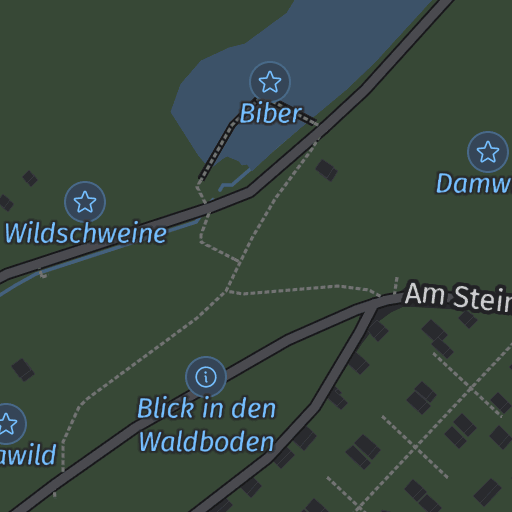 Biber
Damw
Wildschweine
Am Stein
Blick in den
Waldboden
awild